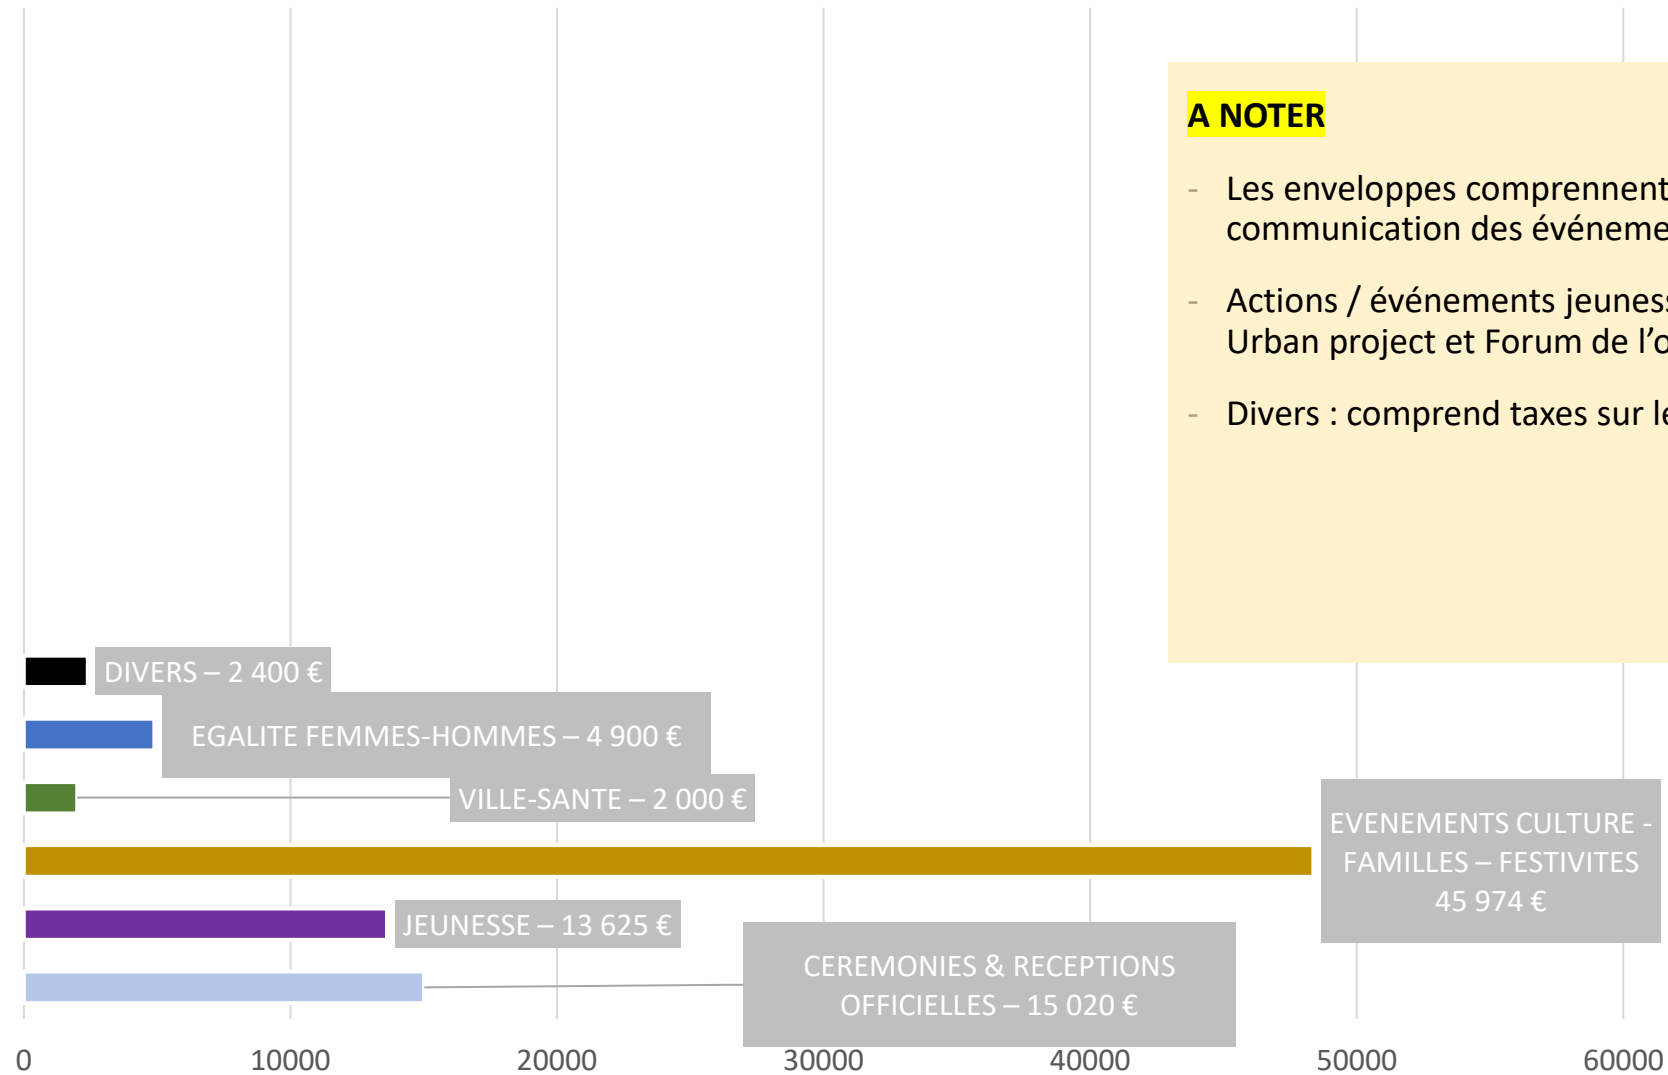 A NOTER
- Les enveloppes comprennent
communication des événeme
- Actions / événements jeuness
Urban project et Forum de l’o
- Divers : comprend taxes sur le
DIVERS – 2 400 €
EGALITE FEMMES-HOMMES – 4 900 €
VILLE-SANTE – 2 000 €
EVENEMENTS CULTURE -
FAMILLES – FESTIVITES
45 974 €
JEUNESSE – 13 625 €
CEREMONIES & RECEPTIONS
OFFICIELLES – 15 020 €
0 10000 20000 30000 40000 50000 60000